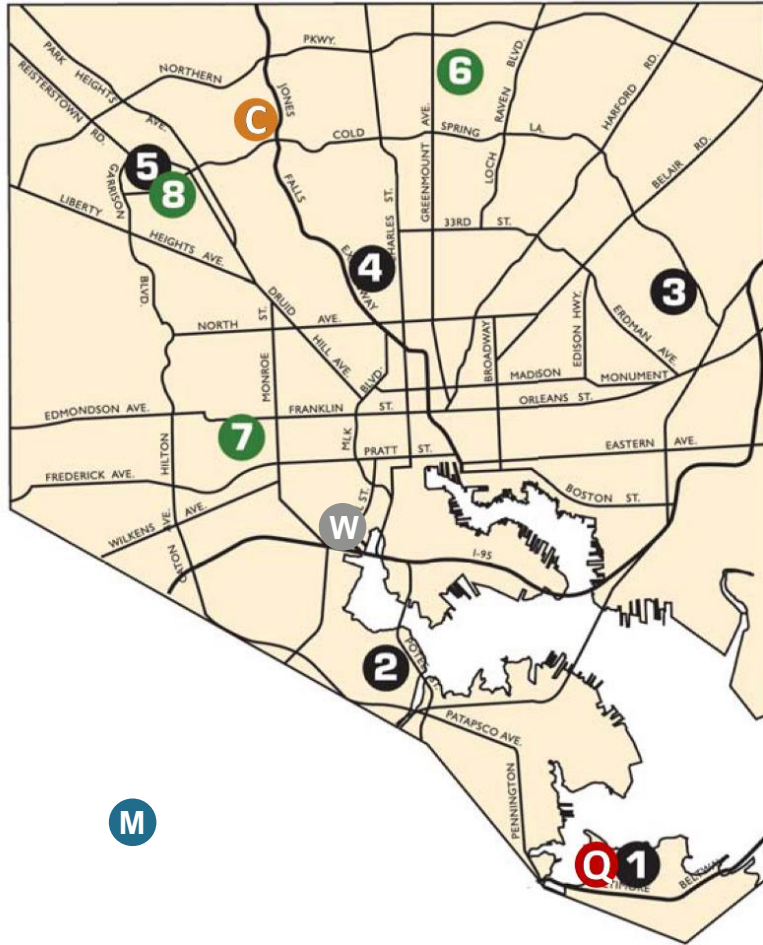 PARK HEIGHTS AVE.
REISTERSTOWN RD.
NORTHERN PKWY.
JONES FALLS EX WAY
C
6
COLD SPRING LA.
GREENMOUNT AVE.
LOCH RAVEN BLVD.
HARFORD RD.
BELAIR RD.
5
8
GARRISON BLVD.
LIBERTY HEIGHTS AVE.
33RD ST.
4
3
DRUID HILL AVE.
NORTH AVE.
MONROE ST.
BLVD.
MLK
BROADWAY
EDISON HWY.
ERDMAN AVE.
MADISON
MONUMENT
ORLEANS ST.
EDMONDSON AVE.
FRANKLIN ST.
7
HILTON
PRATT ST.
EASTERN AVE.
FREDERICK AVE.
BOSTON ST.
WILKENS AVE.
W
I-95
2
PATAPSCO AVE.
PENNINGTON
M
Q
1